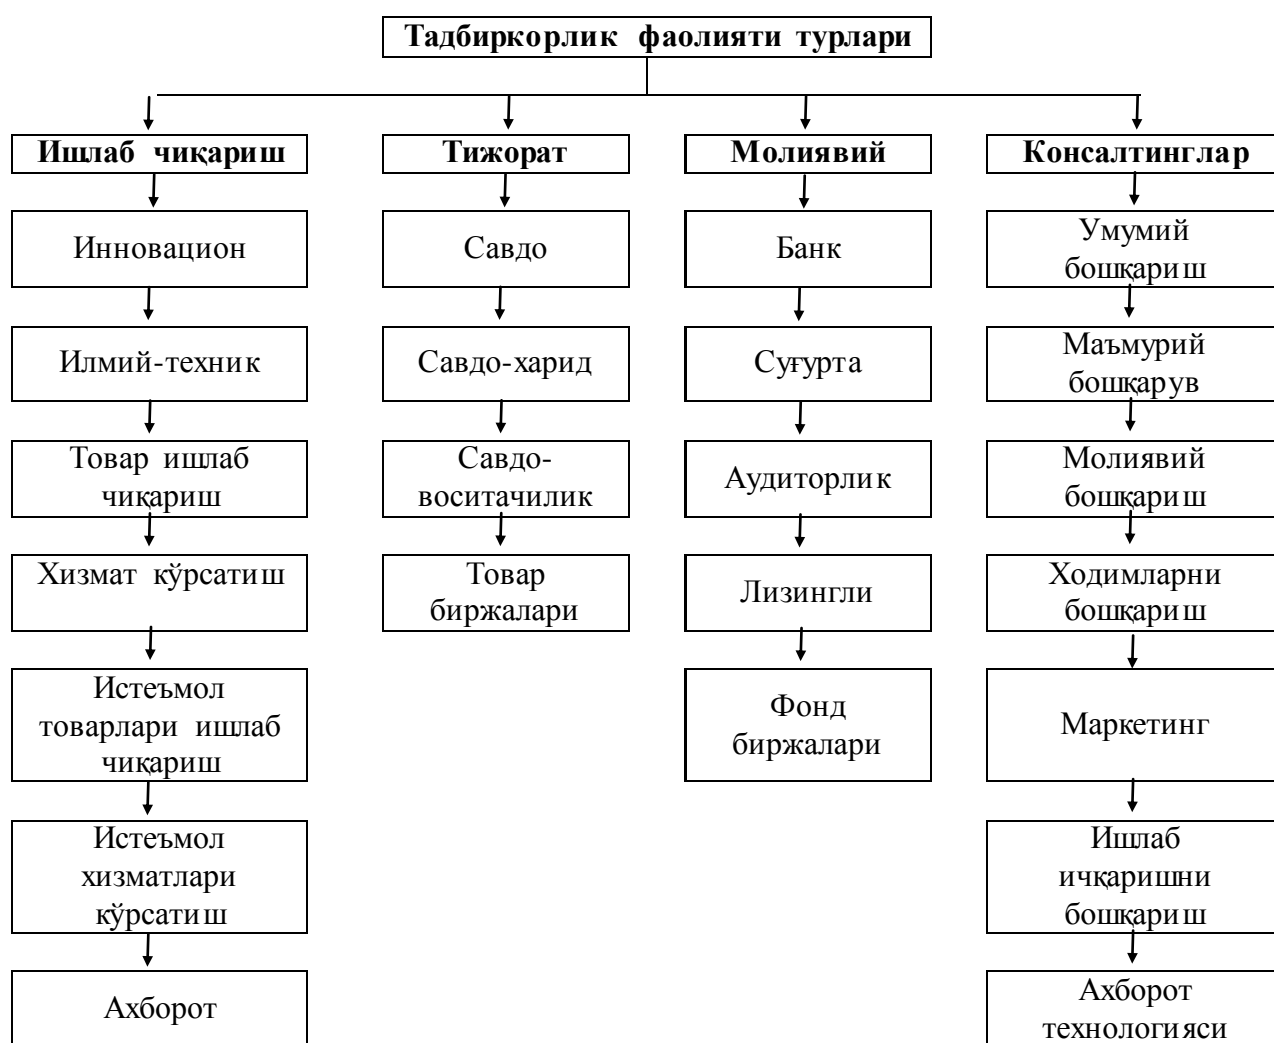 Тадбиркорлик фаолияти турлари
Ишлаб чиқариш
Тижорат
Молиявий
Консалтинглар
Инновацион
Савдо
Банк
Умумий
бошқариш
Илмий-техник
Савдо-харид
Суғурта
Маъмурий
бошқарув
Товар ишлаб
чиқариш
Савдо-
воситачилик
Аудиторлик
Молиявий
бошқариш
Хизмат кўрсатиш
Товар
биржалари
Лизингли
Ходимларни
бошқариш
Истеъмол
товарлари ишлаб
чиқариш
Фонд
биржалари
Маркетинг
Истеъмол
хизматлари
кўрсатиш
Ишлаб
ичқаришни
бошқариш
Ахборот
Ахборот
технологияси